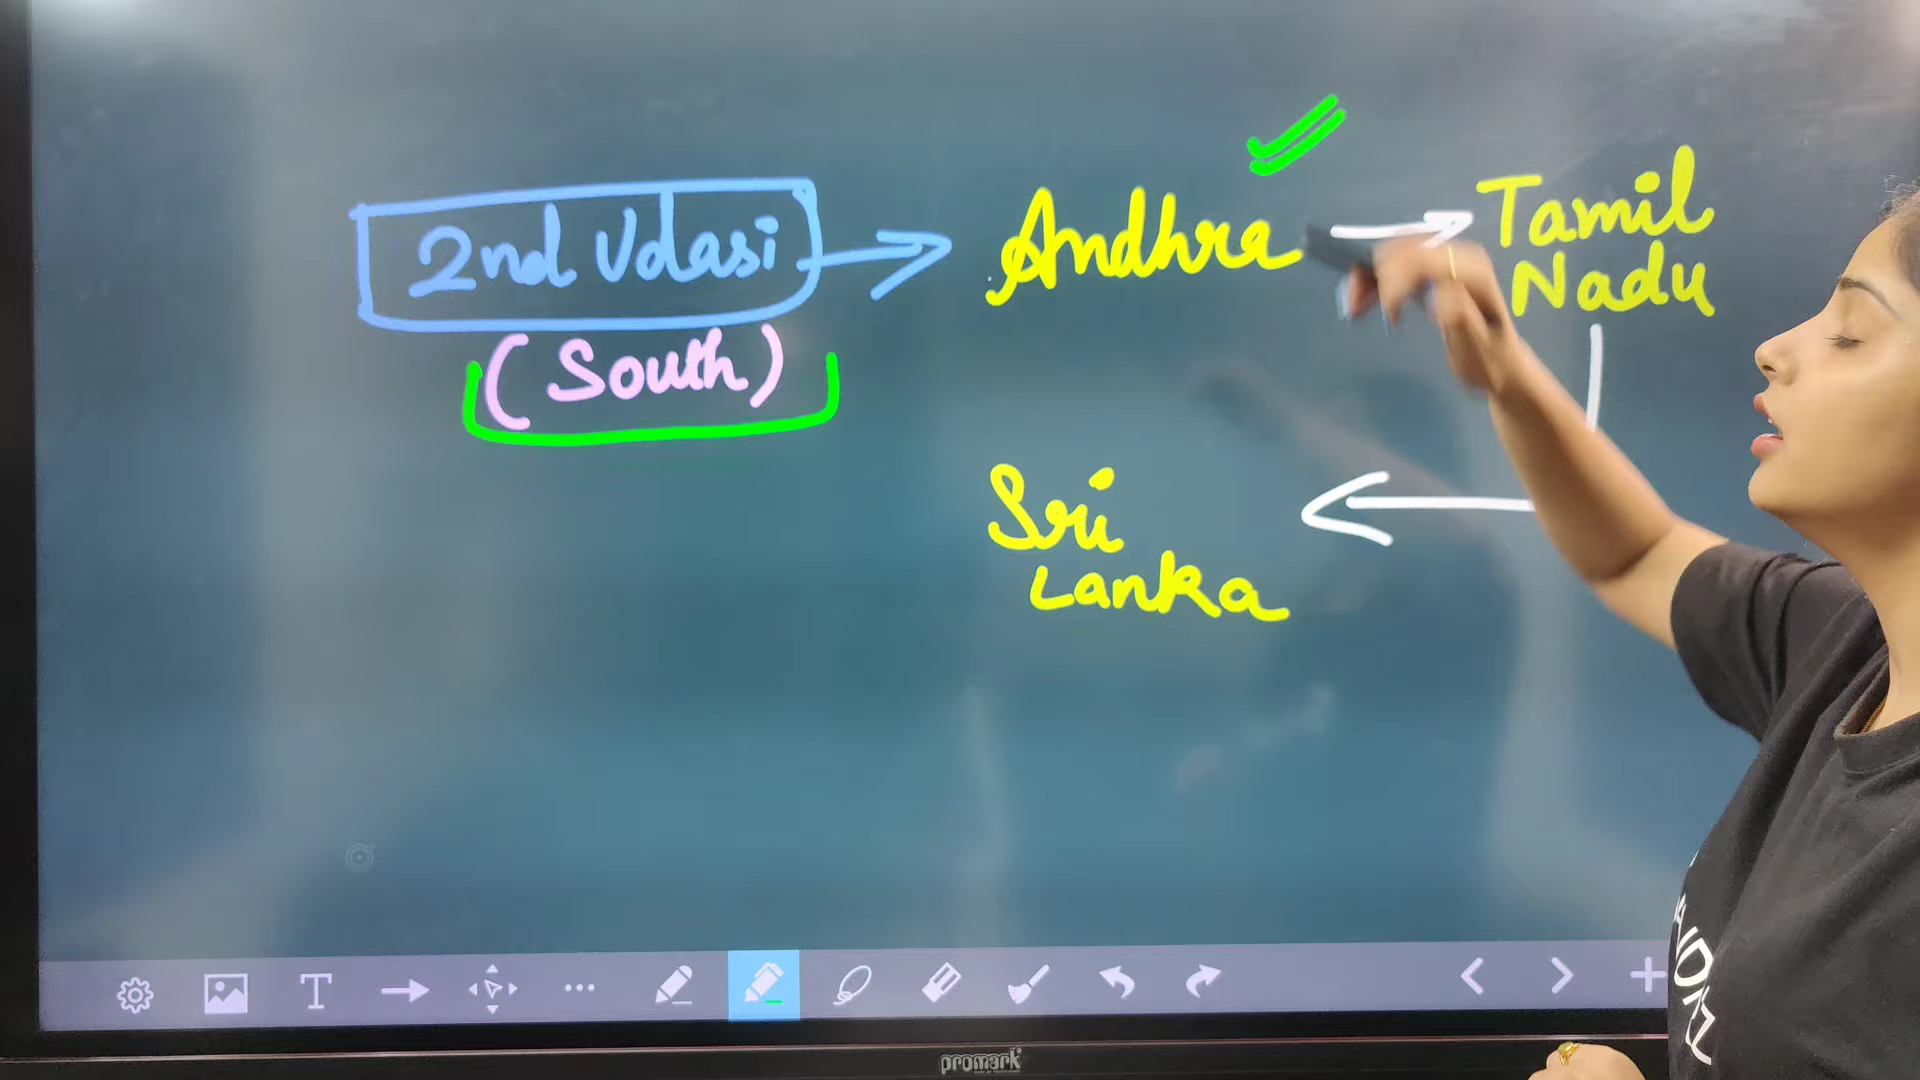 2nd Udasi
(South)
Andhra
Tamil
Nadu
Sri
Lanka
T
promark